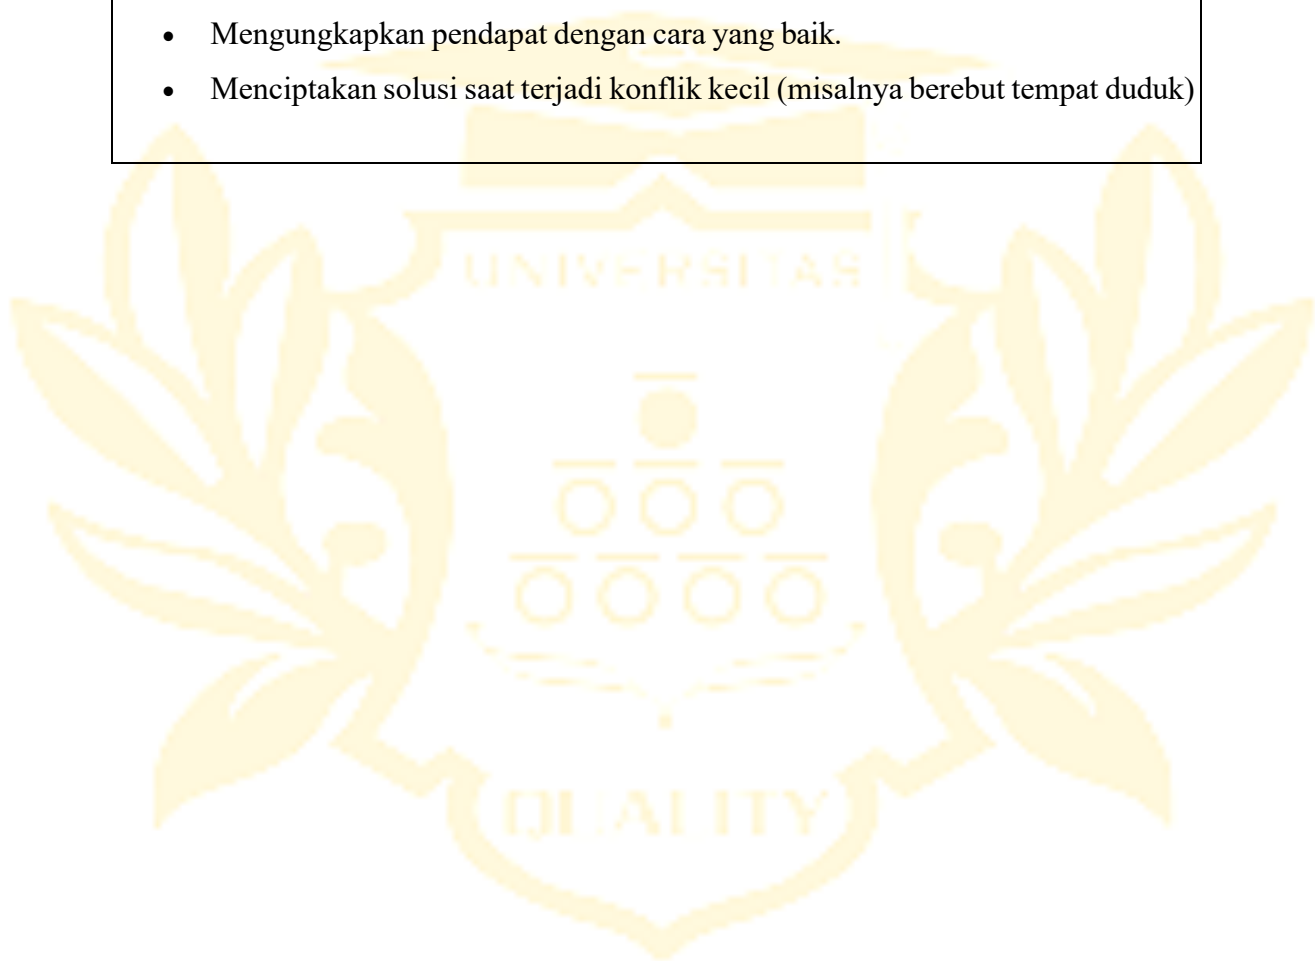 • Mengungkapkan pendapat dengan cara yang baik.
• Menciptakan solusi saat terjadi konflik kecil (misalnya berebut tempat duduk)
UNIVERSITAS
QUALITY